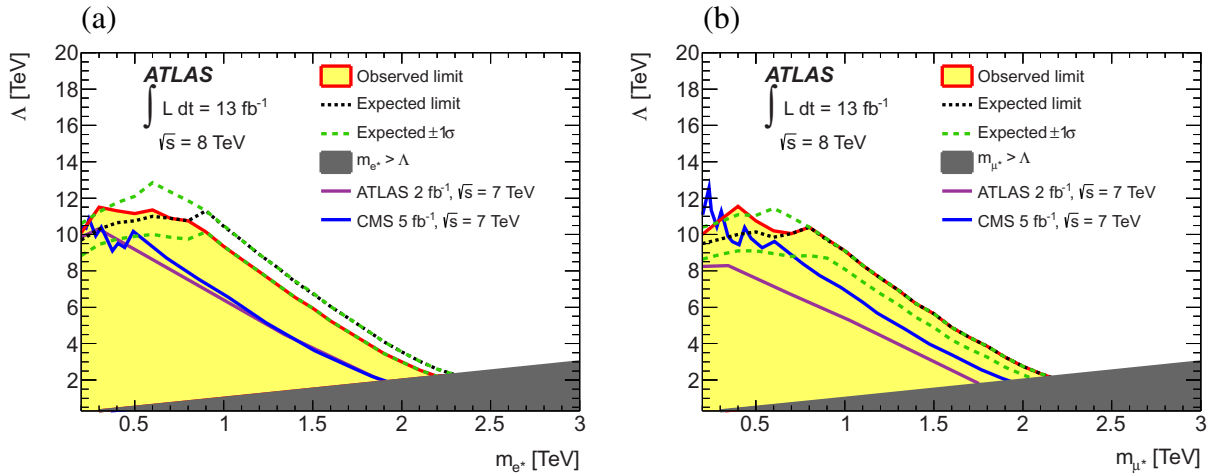 (a)
Λ [TeV]
20
18
16
14
12
10
8
6
4
2
ATLAS
∫ L dt = 13 fb⁻¹
√s = 8 TeV
Observed limit
Expected limit
Expected ±1σ
m_e* > Λ
ATLAS 2 fb⁻¹, √s = 7 TeV
CMS 5 fb⁻¹, √s = 7 TeV
0.5 1 1.5 2 2.5 3
m_e* [TeV]
(b)
Λ [TeV]
20
18
16
14
12
10
8
6
4
2
ATLAS
∫ L dt = 13 fb⁻¹
√s = 8 TeV
Observed limit
Expected limit
Expected ±1σ
m_μ* > Λ
ATLAS 2 fb⁻¹, √s = 7 TeV
CMS 5 fb⁻¹, √s = 7 TeV
0.5 1 1.5 2 2.5 3
m_μ* [TeV]